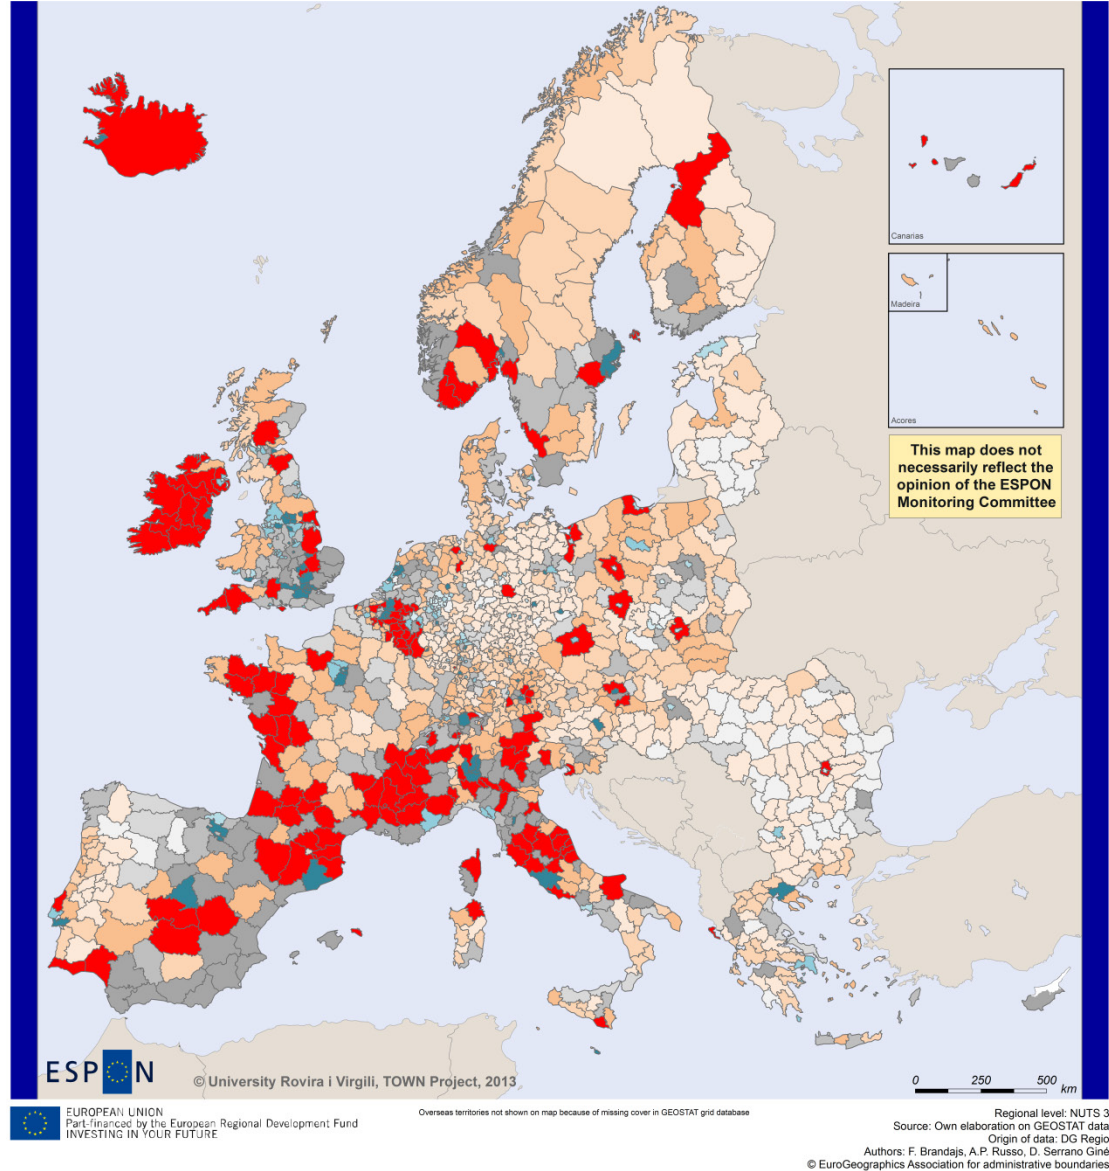 Canarias
Madeira
Acores
This map does not
necessarily reflect the
opinion of the ESPON
Monitoring Committee
ESPON
© University Rovira i Virgili, TOWN Project, 2013
0 250 500
km
EUROPEAN UNION
Part-financed by the European Regional Development Fund
INVESTING IN YOUR FUTURE
Overseas territories not shown on map because of missing cover in GEOSTAT grid database
Regional level: NUTS 3
Source: Own elaboration on GEOSTAT data
Origin of data: DG Regio
Authors: F. Brandajs, A.P. Russo, D. Serrano Giné
© EuroGeographics Association for administrative boundaries